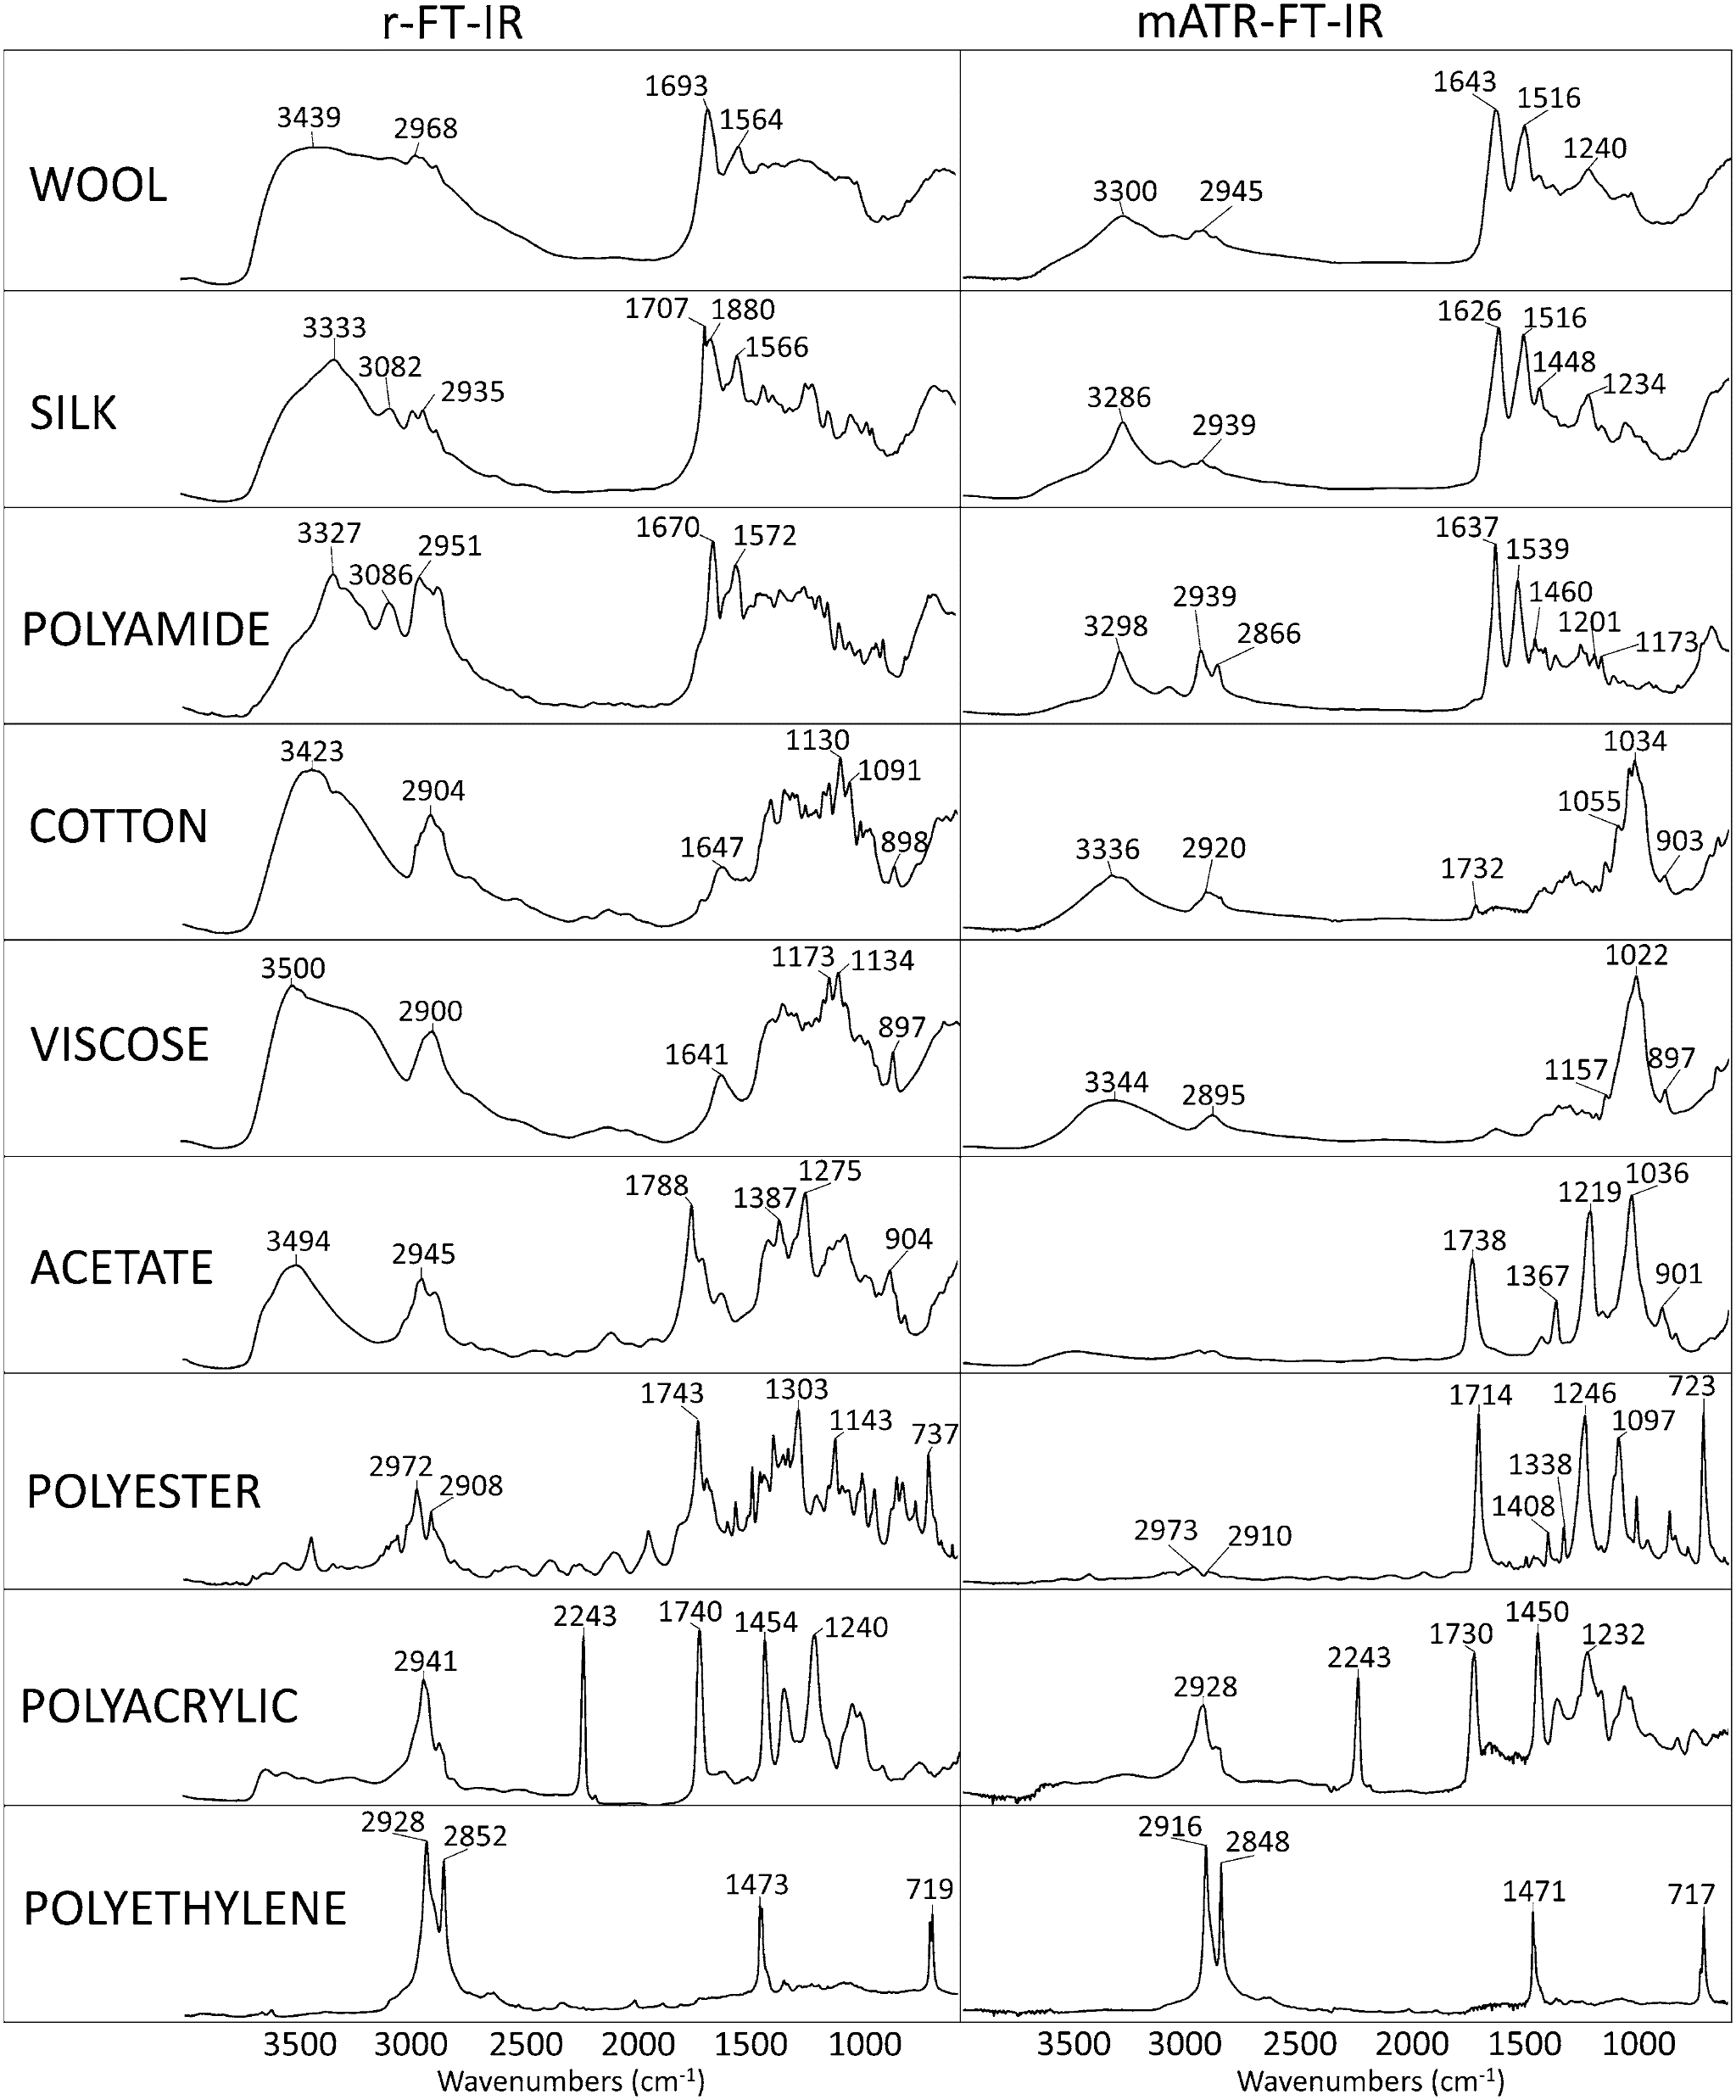 r-FT-IR mATR-FT-IR
WOOL
3439 2968 1693 1564
3300 2945 1643 1516 1240
SILK
3333 3082 2935 1707 1880 1566
3286 2939 1626 1516 1448 1234
POLYAMIDE
3327 3086 2951 1670 1572
3298 2939 2866 1637 1539 1460 1201 1173
COTTON
3423 2904 1647 1130 1091 898
3336 2920 1732 1055 1034 903
VISCOSE
3500 2900 1641 1173 1134 897
3344 2895 1157 1022 897
ACETATE
3494 2945 1788 1387 1275 904
1738 1367 1219 1036 901
POLYESTER
2972 2908 1743 1303 1143 737
2973 2910 1714 1408 1338 1246 1097 723
POLYACRYLIC
2941 2243 1740 1454 1240
2928 2243 1730 1450 1232
POLYETHYLENE
2928 2852 1473 719
2916 2848 1471 717
3500 3000 2500 2000 1500 1000 3500 3000 2500 2000 1500 1000
Wavenumbers (cm⁻¹) Wavenumbers (cm⁻¹)